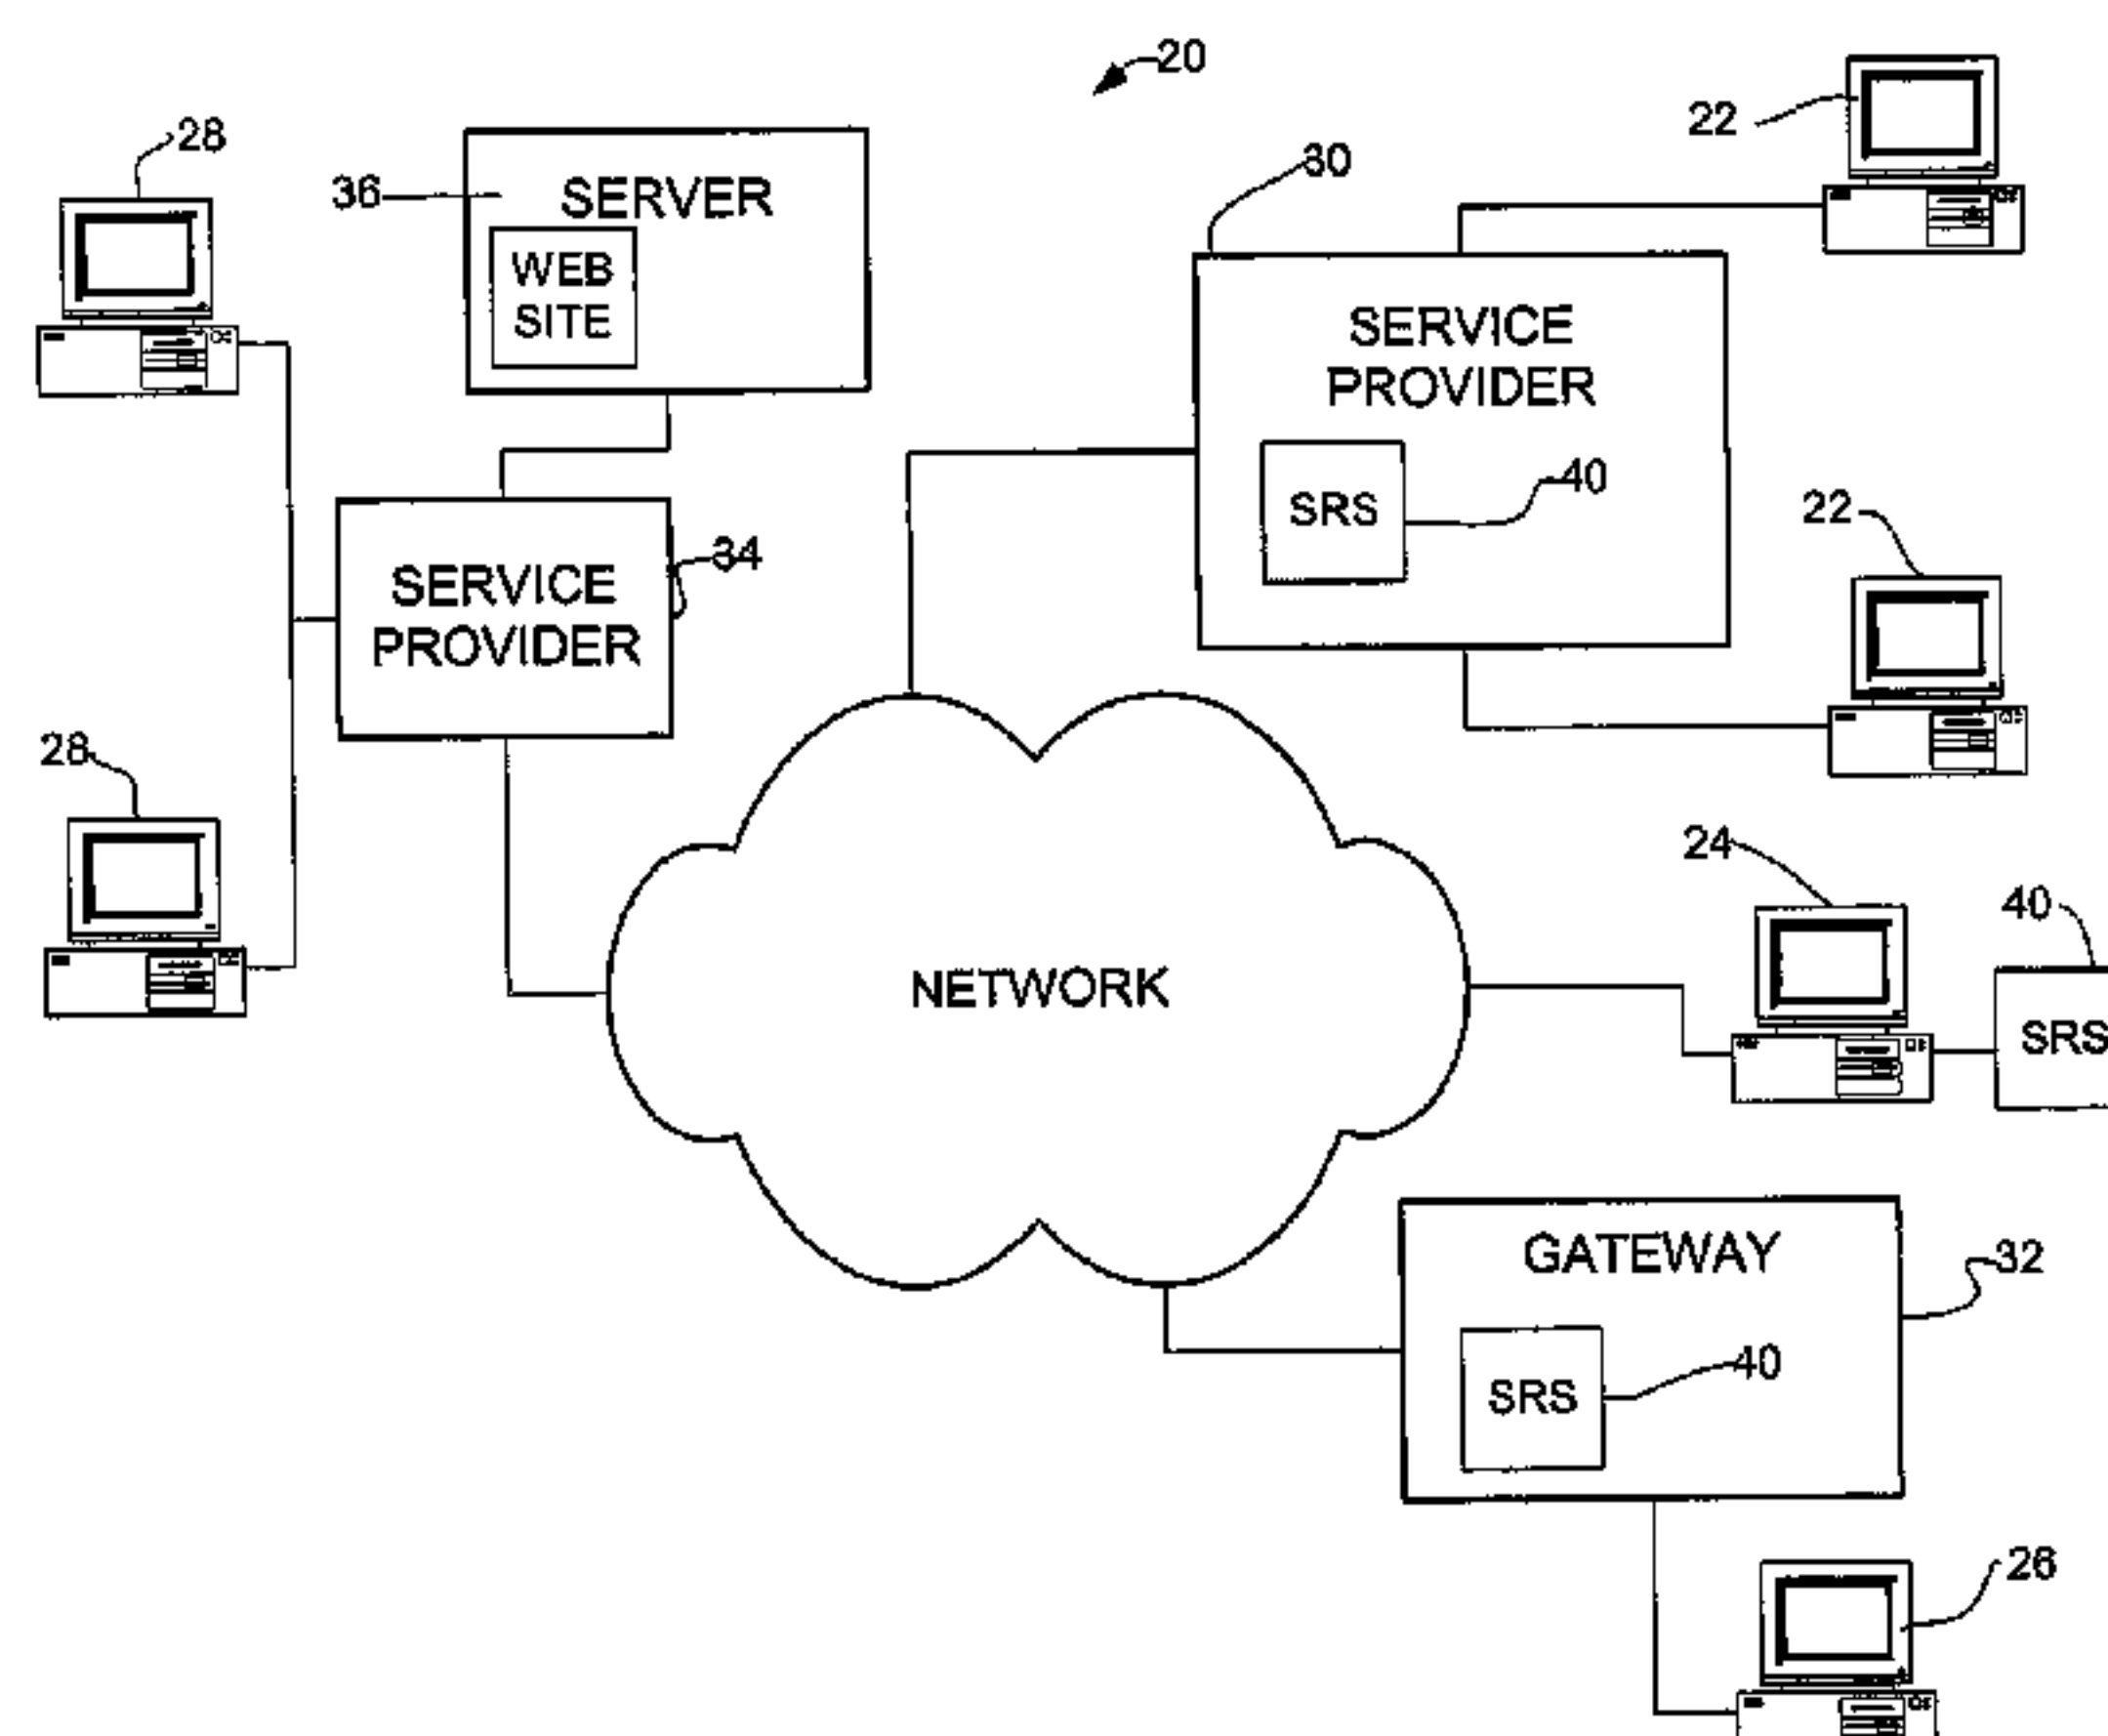 20
22
28
30
36
SERVER
WEB
SITE
SERVICE
PROVIDER
SRS
40
22
34
SERVICE
PROVIDER
28
24
40
NETWORK
SRS
GATEWAY
32
SRS
40
26